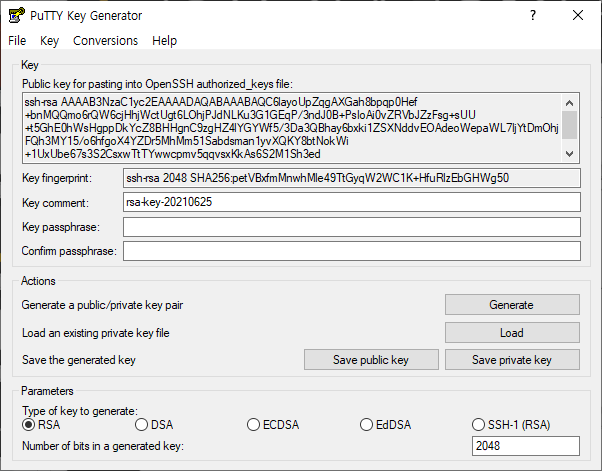 PuTTY Key Generator
File Key Conversions Help
Key
Public key for pasting into OpenSSH authorized_keys file:
ssh-rsa AAAAB3NzaC1yc2EAAAADAQABAAABAQC6IayoUpZqgAXGah8bpqp0Hef
+bnMQQmo6rQW6cjHhjWctUgt6LOhjPJdNLKu3G1GEqP/3ndJ0B+PsIoAi0vZRVbJZzFsg+sUU
+t5GhE0hWsHgppDkYcZ8BHHgnC9zgHZ4lYGYWf5/3Da3QBhay6bxki1ZSXNddvEOAdeoWepaWL7ljYtDmOhj
FQh3MY15/o6hfgoX4YZDr5MhMm51Sabdsman1yvXQKY8btNokWi
+1UxUbe67s3S2CsxwTtTYwwcpmv5qqvsxKkAs6S2M1Sh3ed
Key fingerprint: ssh-rsa 2048 SHA256:petVBxfmMnwhMle49TtGyqW2WC1K+HfuRlzEbGHWg50
Key comment: rsa-key-20210625
Key passphrase:
Confirm passphrase:
Actions
Generate a public/private key pair Generate
Load an existing private key file Load
Save the generated key Save public key Save private key
Parameters
Type of key to generate:
RSA DSA ECDSA EdDSA SSH-1 (RSA)
Number of bits in a generated key: 2048